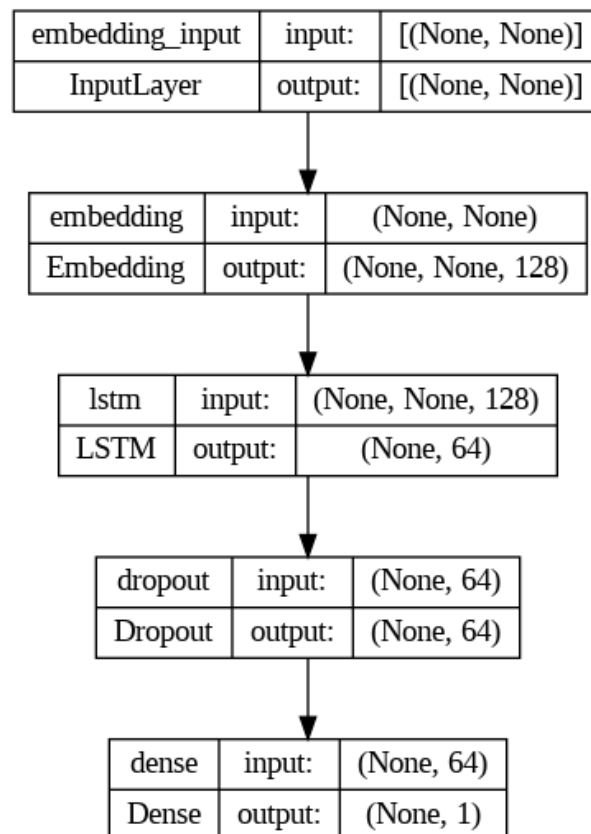 embedding_input input: [(None, None)]
InputLayer output: [(None, None)]
embedding input: (None, None)
Embedding output: (None, None, 128)
lstm input: (None, None, 128)
LSTM output: (None, 64)
dropout input: (None, 64)
Dropout output: (None, 64)
dense input: (None, 64)
Dense output: (None, 1)